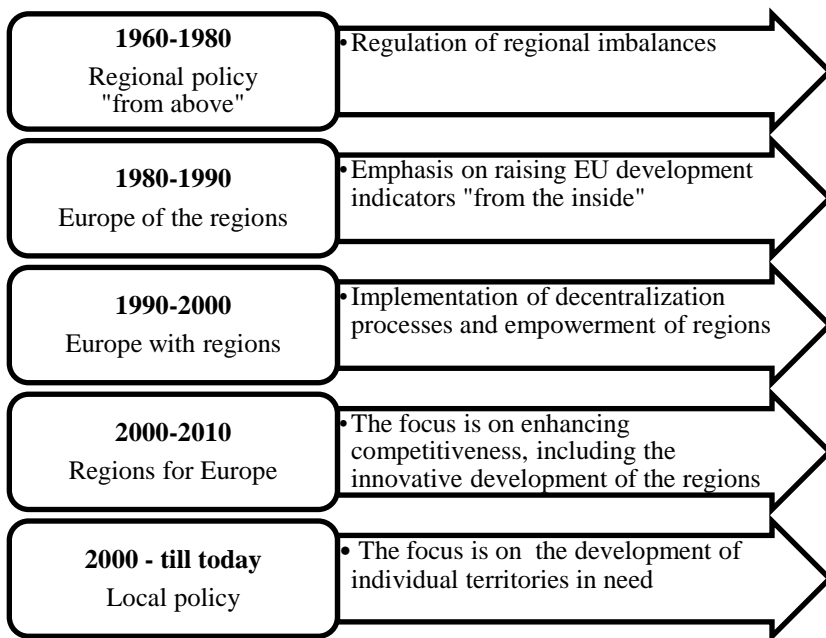 1960-1980
Regional policy
"from above"
•Regulation of regional imbalances
1980-1990
Europe of the regions
•Emphasis on raising EU development
indicators "from the inside"
1990-2000
Europe with regions
•Implementation of decentralization
processes and empowerment of regions
2000-2010
Regions for Europe
•The focus is on enhancing
competitiveness, including the
innovative development of the regions
2000 - till today
Local policy
• The focus is on the development of
individual territories in need